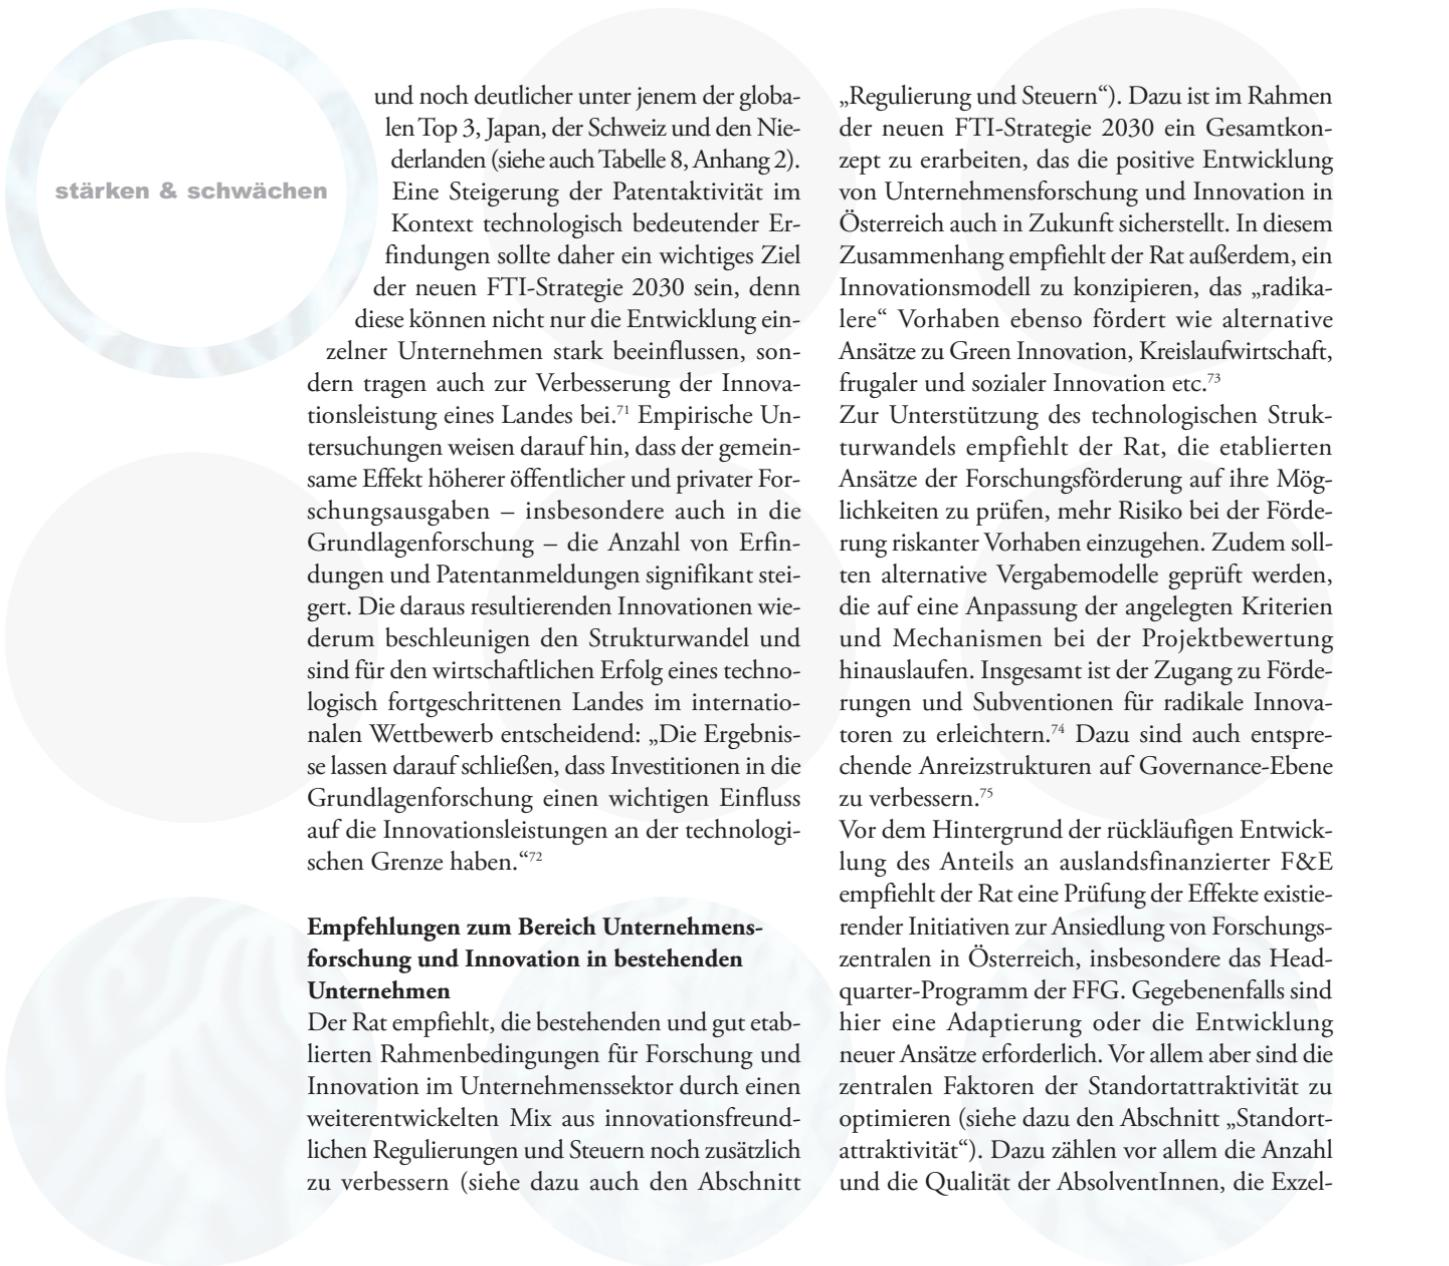 stärken & schwächen
und noch deutlicher unter jenem der globa-
len Top 3, Japan, der Schweiz und den Nie-
derlanden (siehe auch Tabelle 8, Anhang 2).
Eine Steigerung der Patentaktivität im
Kontext technologisch bedeutender Er-
findungen sollte daher ein wichtiges Ziel
der neuen FTI-Strategie 2030 sein, denn
diese können nicht nur die Entwicklung ein-
zelner Unternehmen stark beeinflussen, son-
dern tragen auch zur Verbesserung der Innova-
tionsleistung eines Landes bei.71 Empirische Un-
tersuchungen weisen darauf hin, dass der gemein-
same Effekt höherer öffentlicher und privater For-
schungsausgaben – insbesondere auch in die
Grundlagenforschung – die Anzahl von Erfin-
dungen und Patentanmeldungen signifikant stei-
gert. Die daraus resultierenden Innovationen wie-
derum beschleunigen den Strukturwandel und
sind für den wirtschaftlichen Erfolg eines techno-
logisch fortgeschrittenen Landes im internatio-
nalen Wettbewerb entscheidend: „Die Ergebnis-
se lassen darauf schließen, dass Investitionen in die
Grundlagenforschung einen wichtigen Einfluss
auf die Innovationsleistungen an der technologi-
schen Grenze haben.“72
Empfehlungen zum Bereich Unternehmens-
forschung und Innovation in bestehenden
Unternehmen
Der Rat empfiehlt, die bestehenden und gut etab-
lierten Rahmenbedingungen für Forschung und
Innovation im Unternehmenssektor durch einen
weiterentwickelten Mix aus innovationsfreund-
lichen Regulierungen und Steuern noch zusätzlich
zu verbessern (siehe dazu auch den Abschnitt
„Regulierung und Steuern“). Dazu ist im Rahmen
der neuen FTI-Strategie 2030 ein Gesamtkon-
zept zu erarbeiten, das die positive Entwicklung
von Unternehmensforschung und Innovation in
Österreich auch in Zukunft sicherstellt. In diesem
Zusammenhang empfiehlt der Rat außerdem, ein
Innovationsmodell zu konzipieren, das „radika-
lere“ Vorhaben ebenso fördert wie alternative
Ansätze zu Green Innovation, Kreislaufwirtschaft,
frugaler und sozialer Innovation etc.73
Zur Unterstützung des technologischen Struk-
turwandels empfiehlt der Rat, die etablierten
Ansätze der Forschungsförderung auf ihre Mög-
lichkeiten zu prüfen, mehr Risiko bei der Förde-
rung riskanter Vorhaben einzugehen. Zudem soll-
ten alternative Vergabemodelle geprüft werden,
die auf eine Anpassung der angelegten Kriterien
und Mechanismen bei der Projektbewertung
hinauslaufen. Insgesamt ist der Zugang zu Förde-
rungen und Subventionen für radikale Innova-
toren zu erleichtern.74 Dazu sind auch entspre-
chende Anreizstrukturen auf Governance-Ebene
zu verbessern.75
Vor dem Hintergrund der rückläufigen Entwick-
lung des Anteils an auslandsfinanzierter F&E
empfiehlt der Rat eine Prüfung der Effekte existie-
render Initiativen zur Ansiedlung von Forschungs-
zentralen in Österreich, insbesondere das Head-
quarter-Programm der FFG. Gegebenenfalls sind
hier eine Adaptierung oder die Entwicklung
neuer Ansätze erforderlich. Vor allem aber sind die
zentralen Faktoren der Standortattraktivität zu
optimieren (siehe dazu den Abschnitt „Standort-
attraktivität“). Dazu zählen vor allem die Anzahl
und die Qualität der AbsolventInnen, die Exzel-